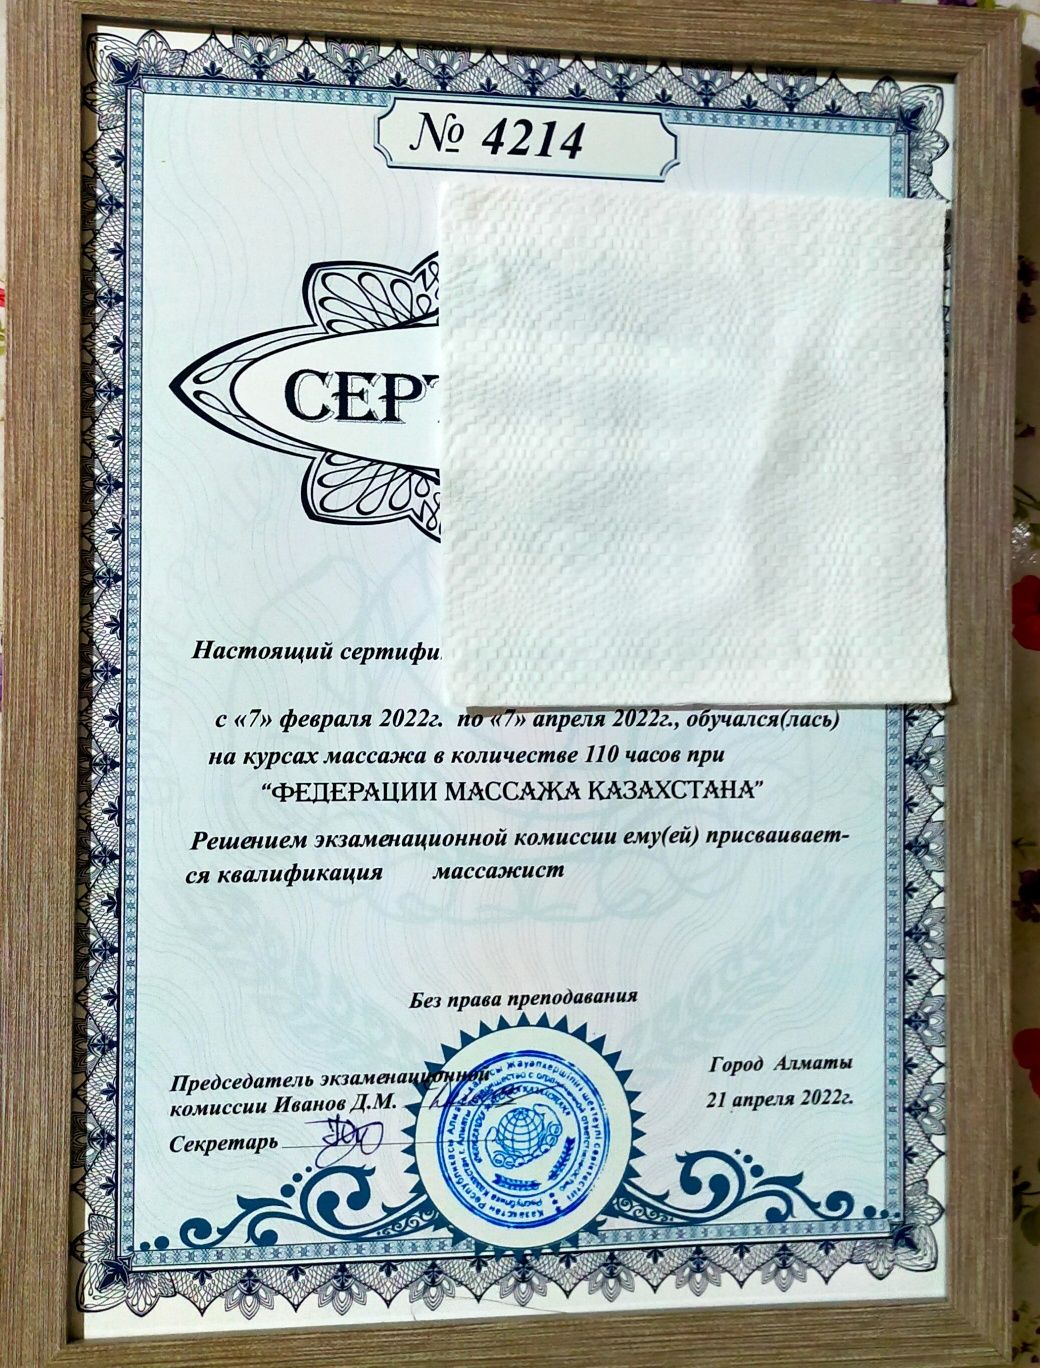 № 4214
СЕРТ
Настоящий сертифи
с «7» февраля 2022г. по «7» апреля 2022г., обучался(лась)
на курсах массажа в количестве 110 часов при
“ФЕДЕРАЦИИ МАССАЖА КАЗАХСТАНА”
Решением экзаменационной комиссии ему(ей) присваивает-
ся квалификация массажист
Без права преподавания
Председатель экзаменационной
комиссии Иванов Д.М.
Секретарь
Город Алматы
21 апреля 2022г.